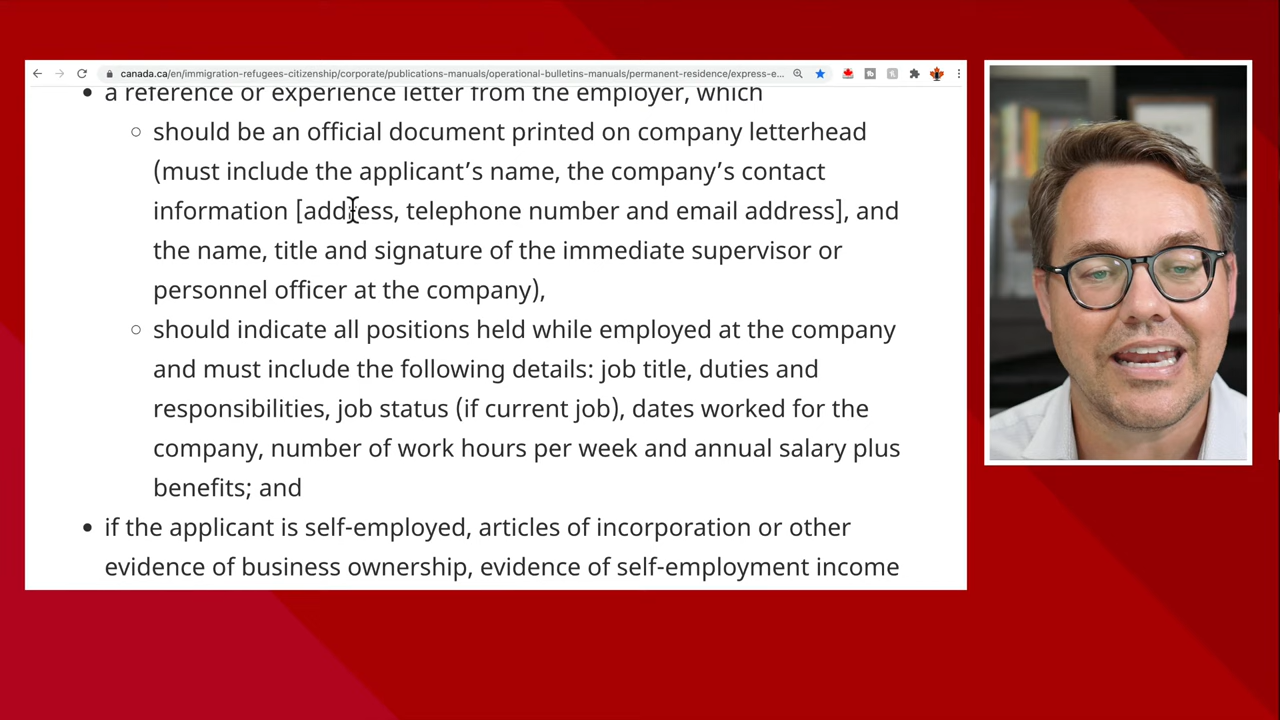 canada.ca/en/immigration-refugees-citizenship/corporate/publications-manuals/operational-bulletins-manuals/permanent-residence/express-e...
• a reference or experience letter from the employer, which
○ should be an official document printed on company letterhead
(must include the applicant’s name, the company’s contact
information [address, telephone number and email address], and
the name, title and signature of the immediate supervisor or
personnel officer at the company),
○ should indicate all positions held while employed at the company
and must include the following details: job title, duties and
responsibilities, job status (if current job), dates worked for the
company, number of work hours per week and annual salary plus
benefits; and
• if the applicant is self-employed, articles of incorporation or other
evidence of business ownership, evidence of self-employment income